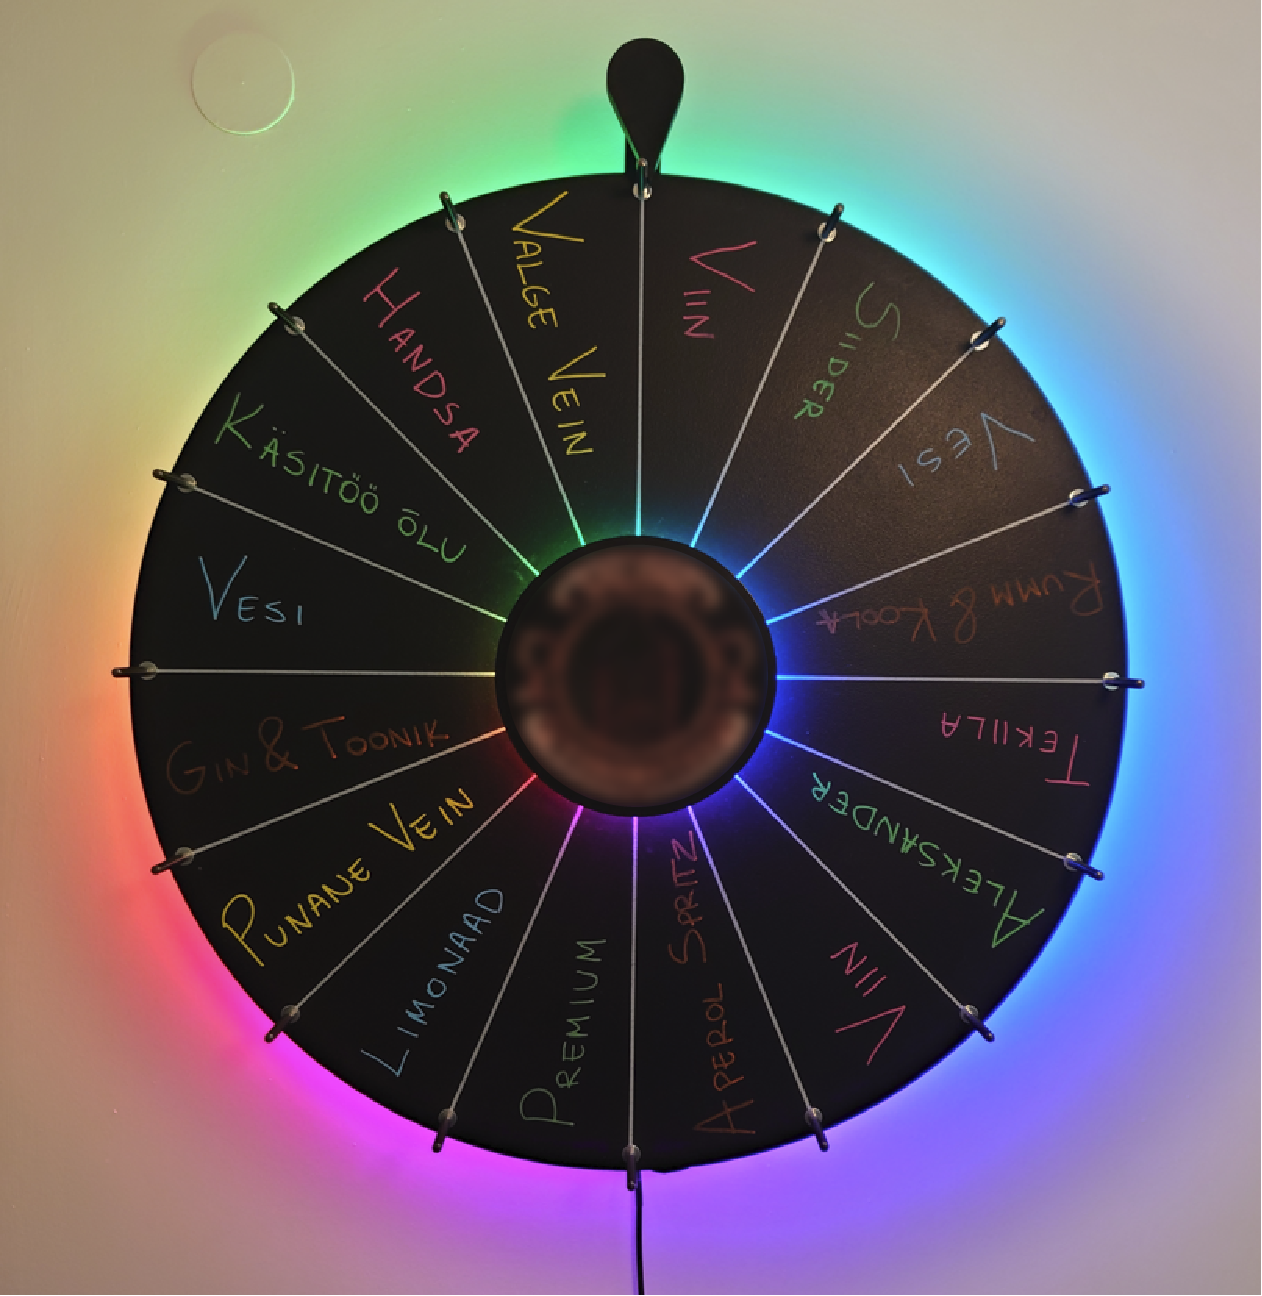 VIIN
SIIDER
VESI
RUMM & KOOLA
TEKIILA
ALEKSANDER
VIIN
APEROL SPRITZ
PREMIUM
LIMONAAD
PUNANE VEIN
GIN & TOONIK
VESI
KÄSITÖÖ ÕLU
HANDSA
VALGE VEIN